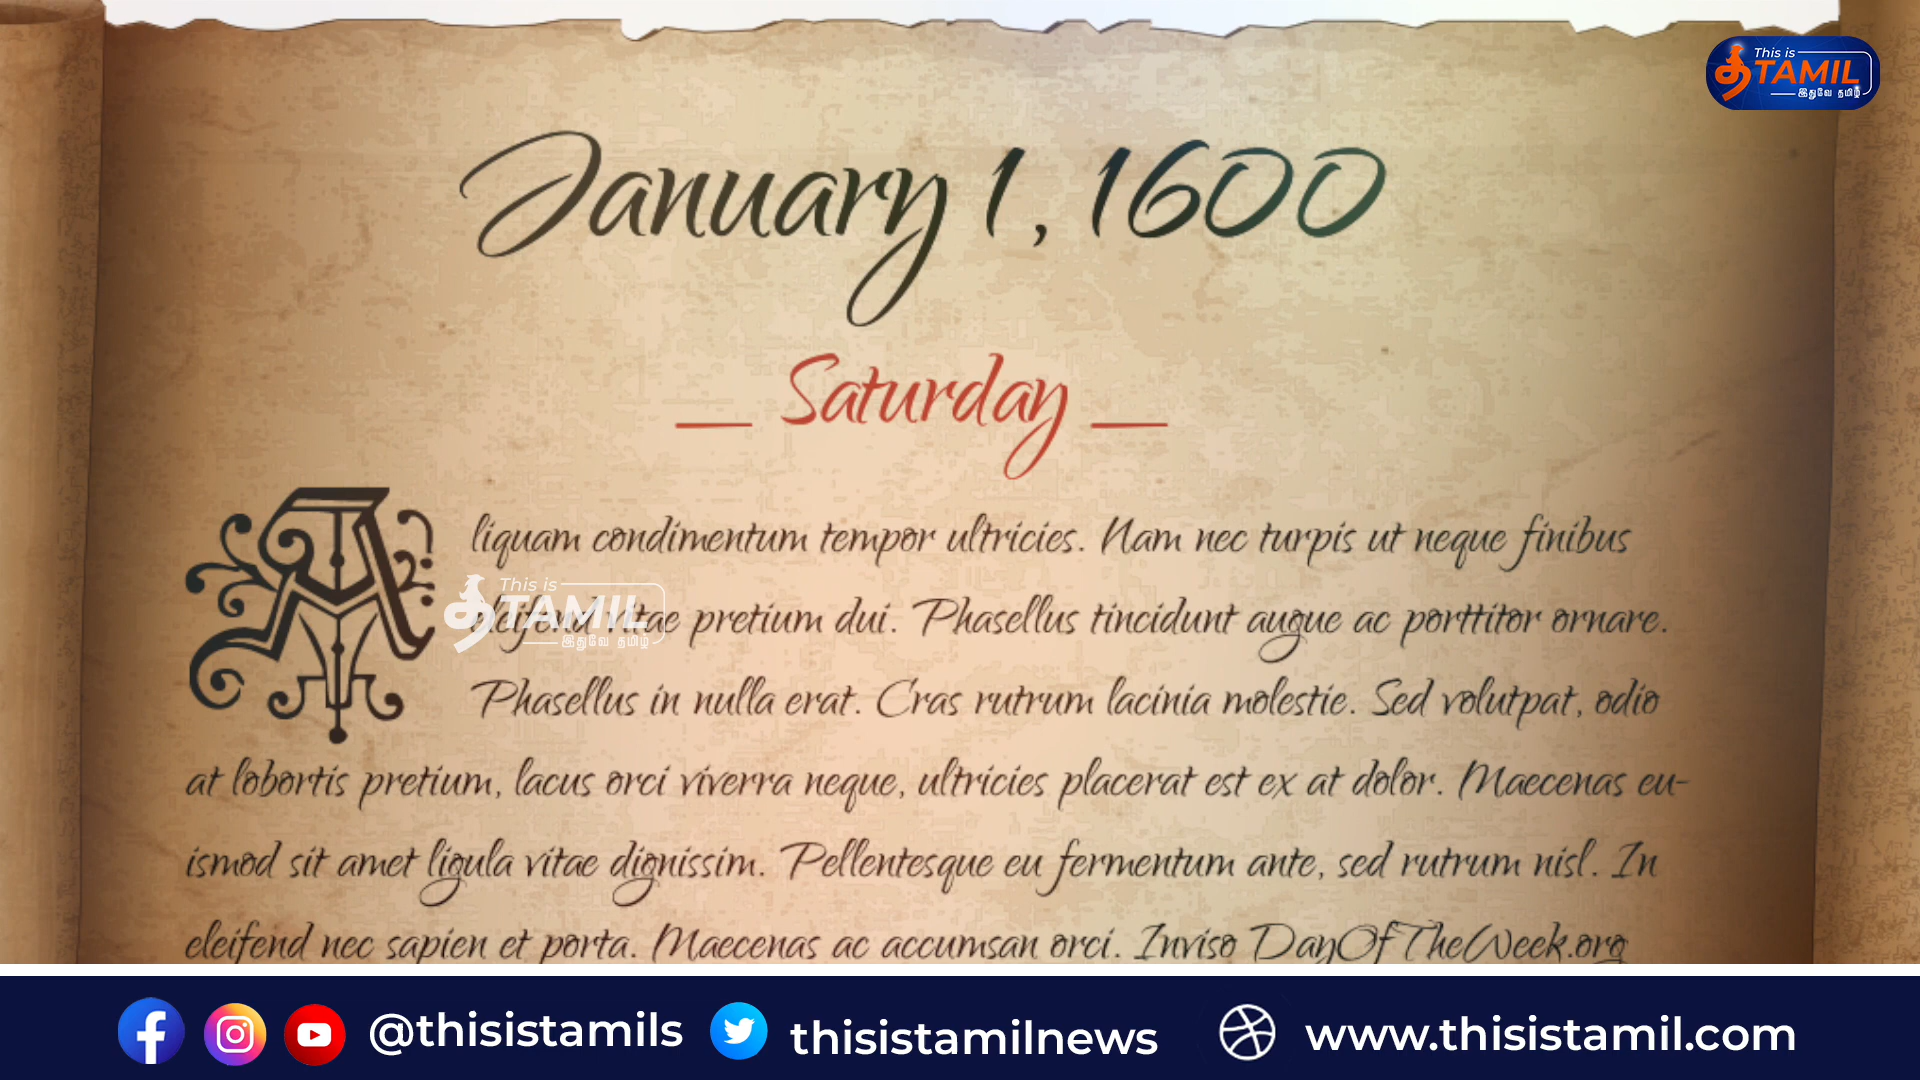 This is
த TAMIL
இதுவே தமிழ்
January 1, 1600
_ Saturday _
Aliquam condimentum tempor ultricies. Nam nec turpis ut neque finibus
This is
த TAMIL
இதுவே தமிழ்
eleifend vitae pretium dui. Phasellus tincidunt augue ac porttitor ornare.
Phasellus in nulla erat. Cras rutrum lacinia molestie. Sed volutpat, odio
at lobortis pretium, lacus orci viverra neque, ultricies placerat est ex at dolor. Maecenas eu-
ismod sit amet ligula vitae dignissim. Pellentesque eu fermentum ante, sed rutrum nisl. In
eleifend nec sapien et porta. Maecenas ac accumsan orci. Inviso DayOfTheWeek.org
@thisistamils thisistamilnews www.thisistamil.com